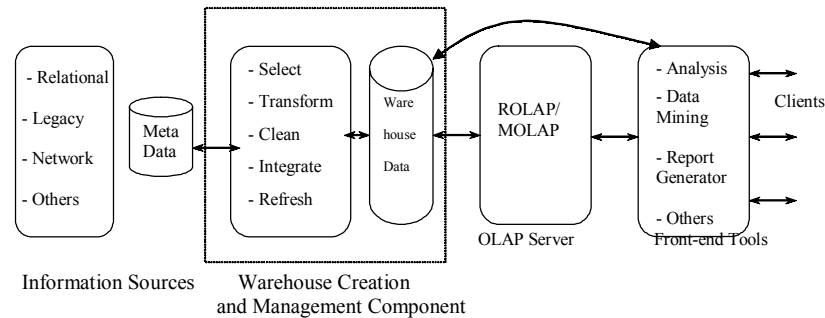 - Relational
- Legacy
- Network
- Others
Meta
Data
- Select
- Transform
- Clean
- Integrate
- Refresh
Ware
house
Data
ROLAP/
MOLAP
OLAP Server
- Analysis
- Data
Mining
- Report
Generator
- Others
Front-end Tools
Clients
Information Sources
Warehouse Creation
and Management Component